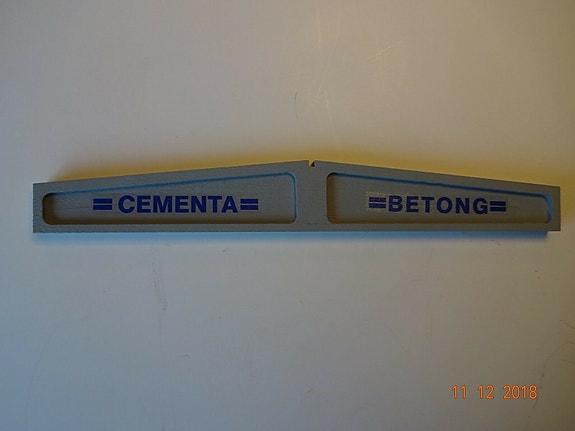 =CEMENTA= =BETONG=
11 12 2018